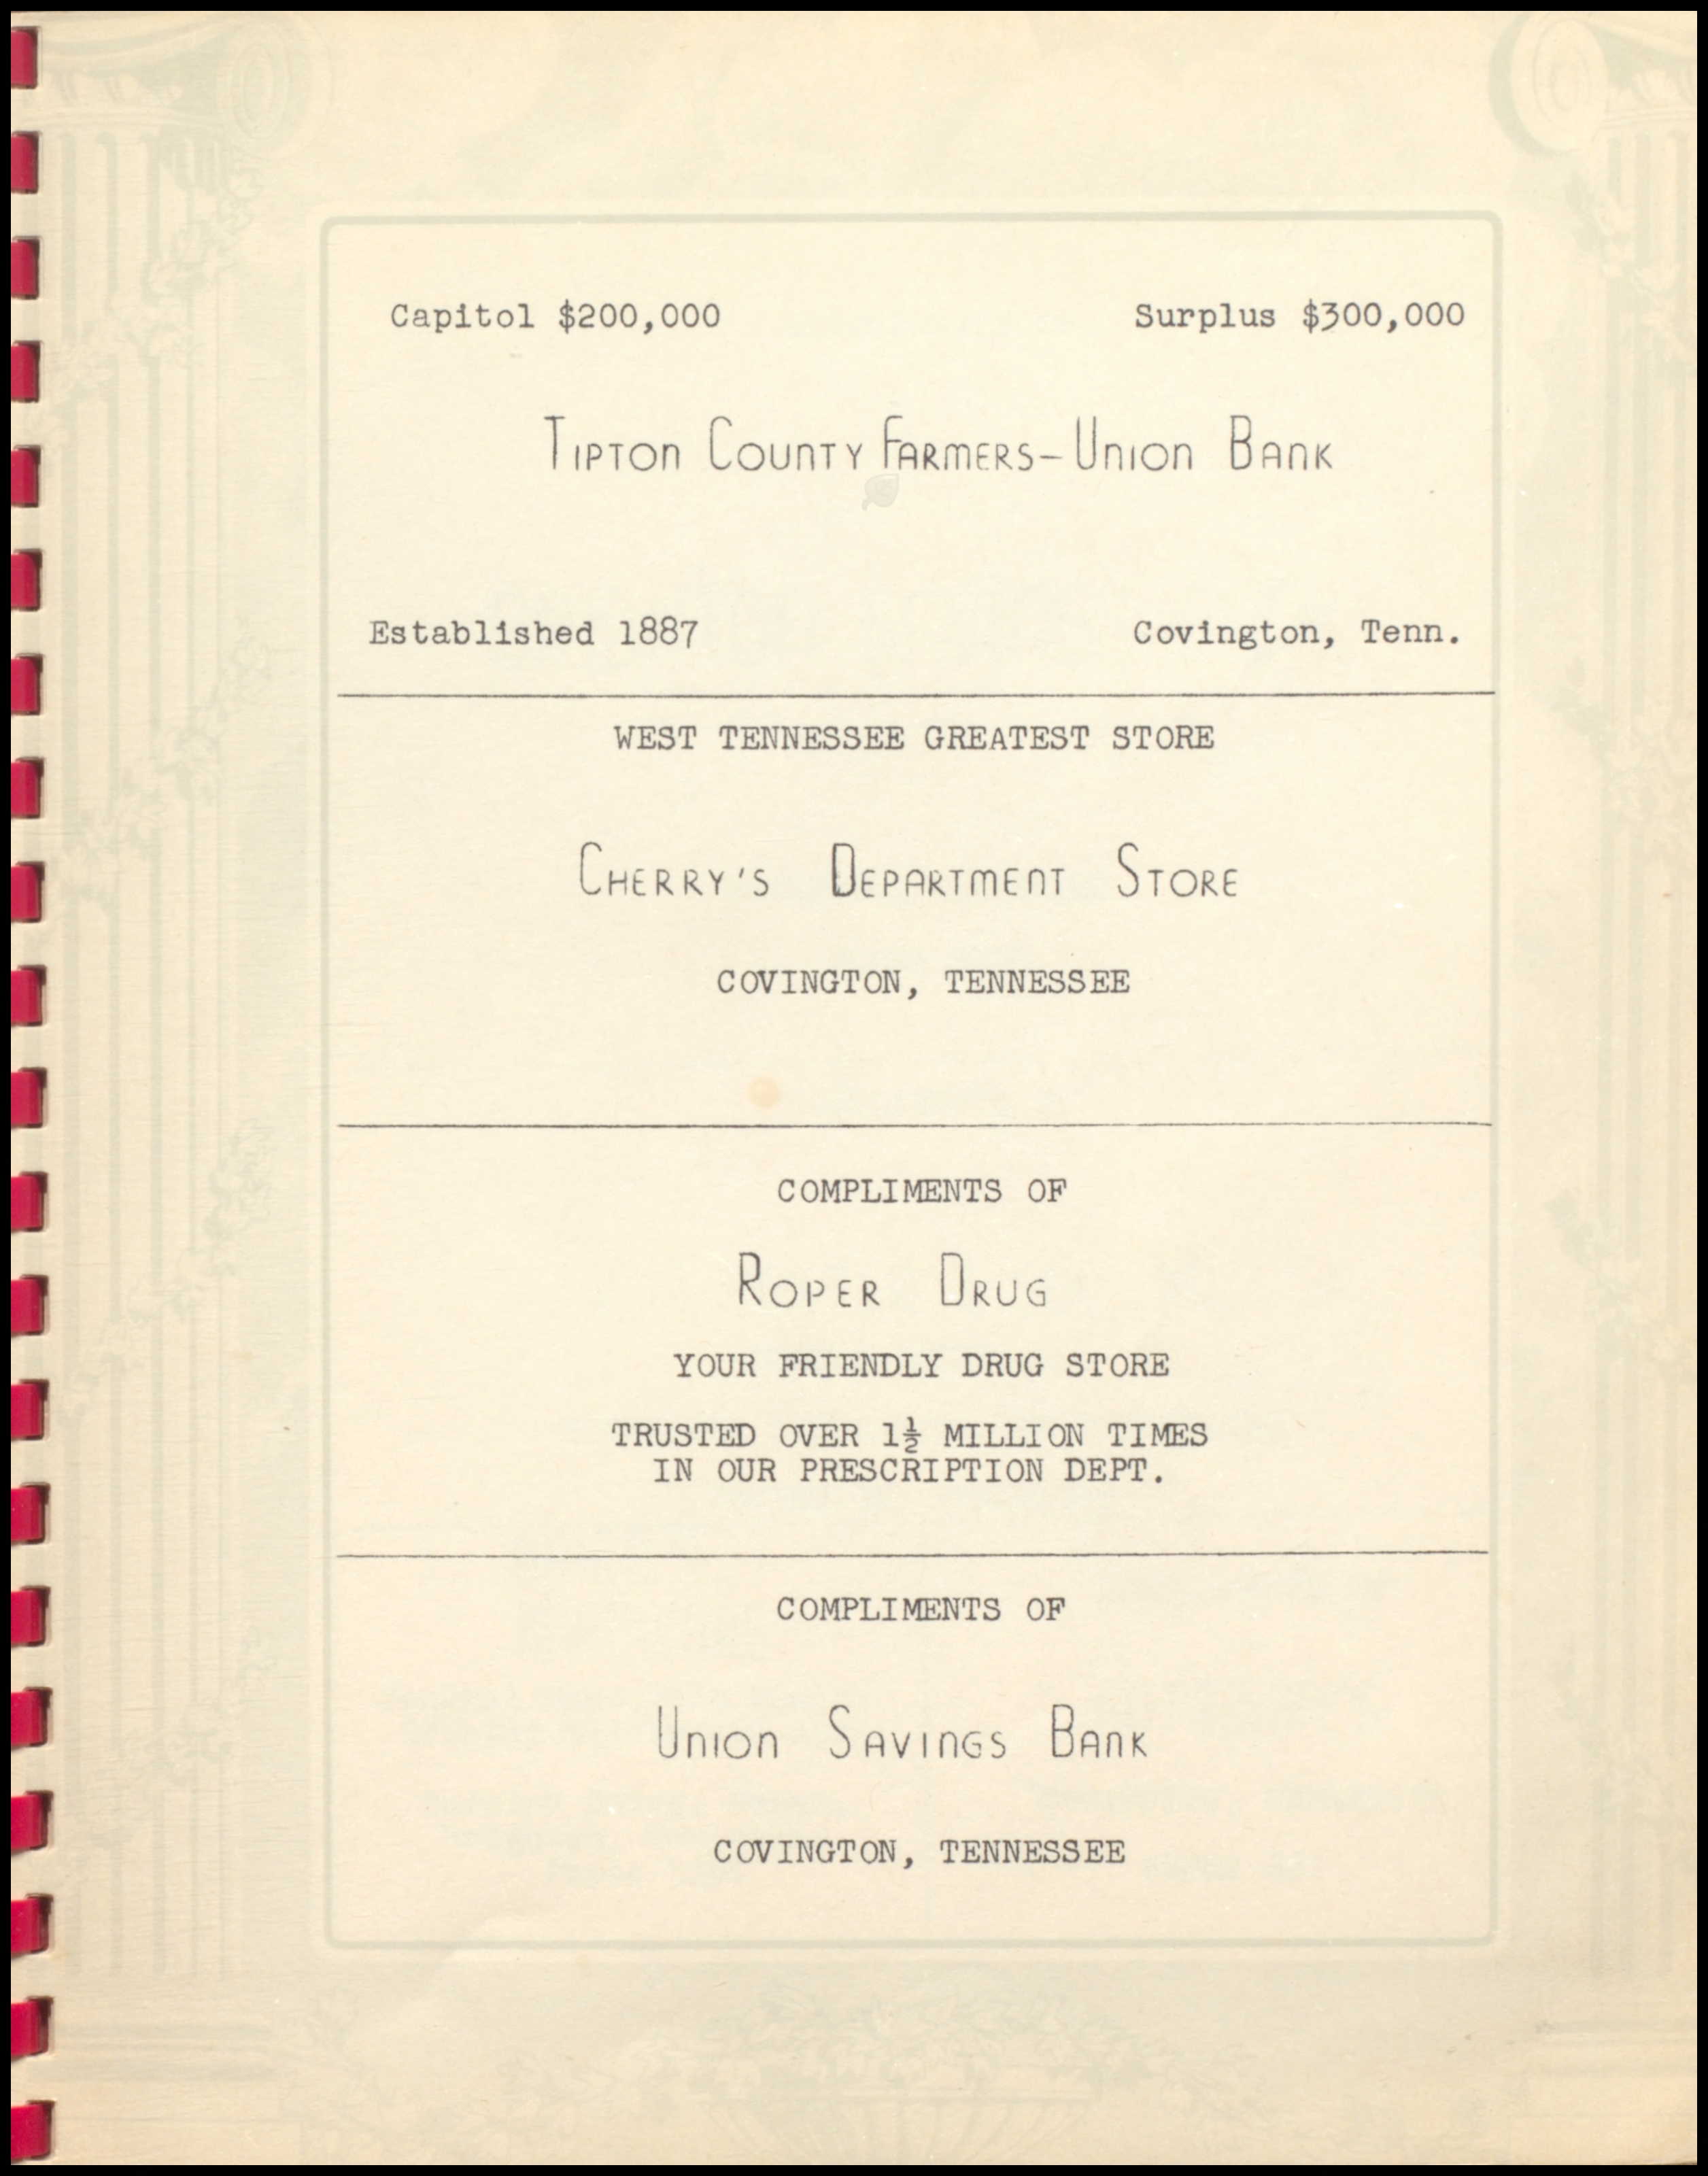 Capitol $200,000 Surplus $300,000
TIPTON COUNTY FARMERS-UNION BANK
Established 1887 Covington, Tenn.
WEST TENNESSEE GREATEST STORE
CHERRY'S DEPARTMENT STORE
COVINGTON, TENNESSEE
COMPLIMENTS OF
ROPER DRUG
YOUR FRIENDLY DRUG STORE
TRUSTED OVER 1½ MILLION TIMES
IN OUR PRESCRIPTION DEPT.
COMPLIMENTS OF
UNION SAVINGS BANK
COVINGTON, TENNESSEE